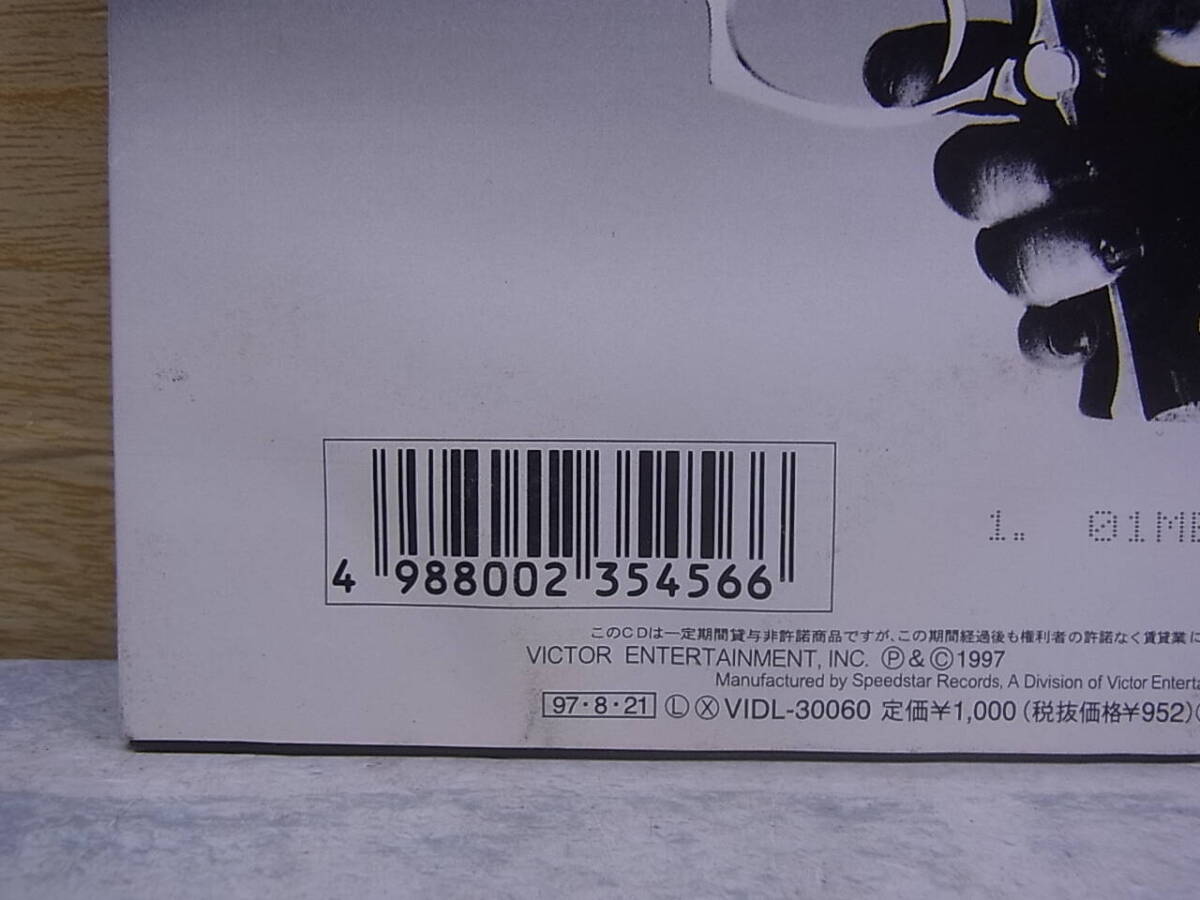 1. 01ME
4 988002 354566
このCDは一定期間貸与非許諾商品ですが、この期間経過後も権利者の許諾なく賃貸業に
VICTOR ENTERTAINMENT, INC. Ⓟ&Ⓒ1997
Manufactured by Speedstar Records, A Division of Victor Enterta
97・8・21 ⓁⓍVIDL-30060 定価¥1,000(税抜価格¥952)